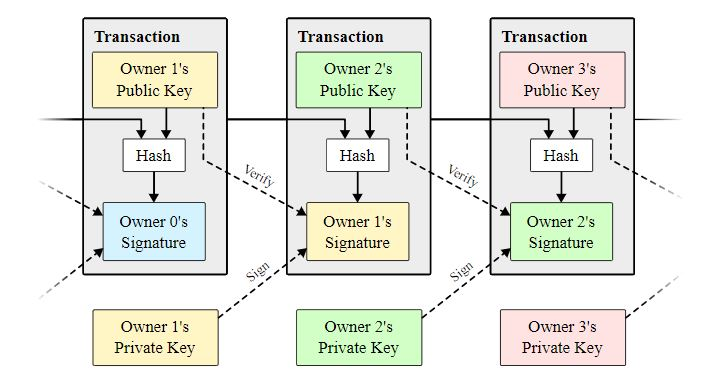 Transaction
Owner 1's
Public Key
Hash
Owner 0's
Signature
Transaction
Owner 2's
Public Key
Hash
Verify
Owner 1's
Signature
Sign
Transaction
Owner 3's
Public Key
Hash
Verify
Owner 2's
Signature
Sign
Owner 1's
Private Key
Owner 2's
Private Key
Owner 3's
Private Key